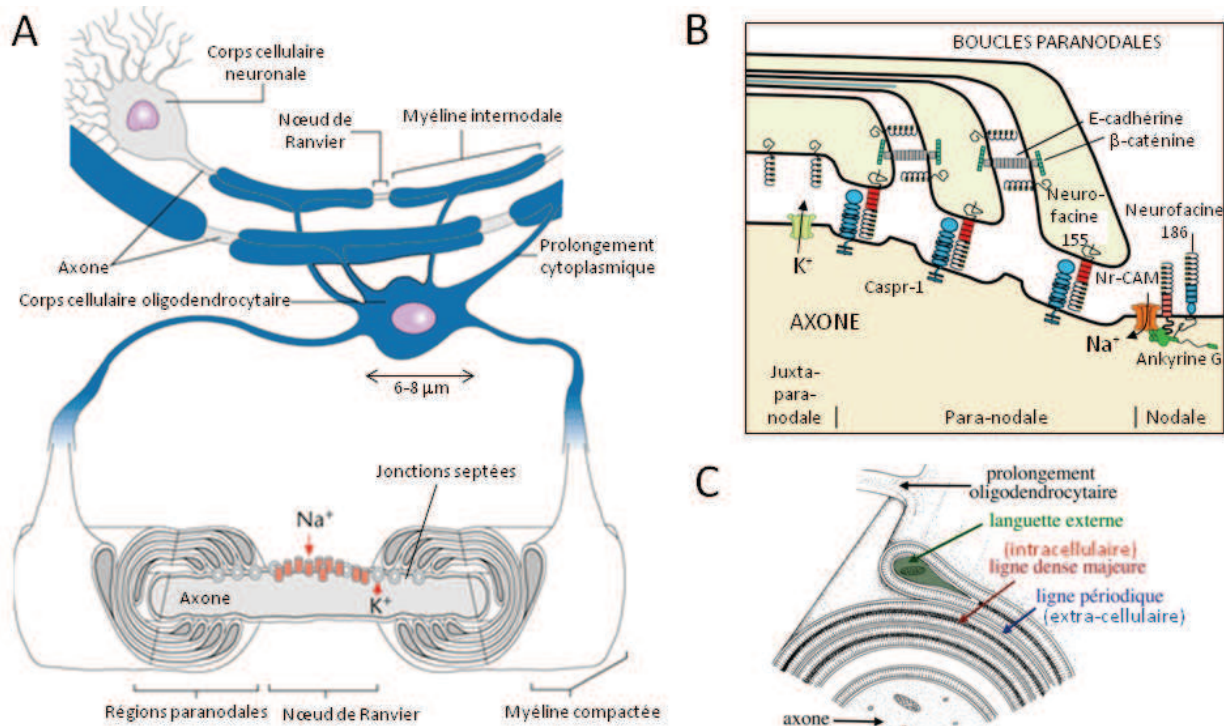 A
Corps cellulaire
neuronale
Nœud de
Ranvier
Myéline internodale
Axone
Prolongement
cytoplasmique
Corps cellulaire oligodendrocytaire
6-8 µm
Jonctions septées
Na⁺
Axone
K⁺
Régions paranodales
Nœud de Ranvier
Myéline compactée
B
BOUCLES PARANODALES
E-cadhérine
β-caténine
Neuro-
facine
155
Neurofacine
186
K⁺
Caspr-1
Nr-CAM
AXONE
Na⁺
Ankyrine G
Juxta-
para-
nodale
Para-nodale
Nodale
C
prolongement
oligodendrocytaire
languette externe
(intracellulaire)
ligne dense majeure
ligne périodique
(extra-cellulaire)
axone